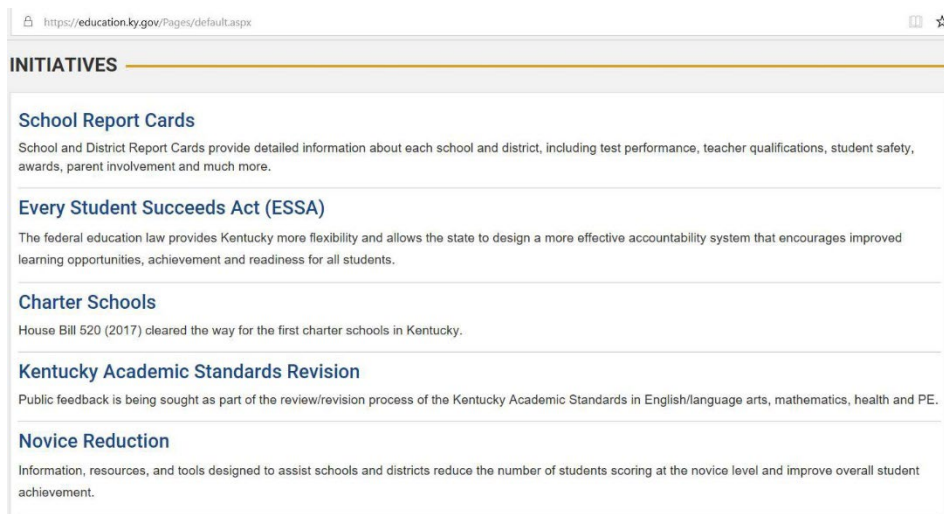 https://education.ky.gov/Pages/default.aspx
INITIATIVES
School Report Cards
School and District Report Cards provide detailed information about each school and district, including test performance, teacher qualifications, student safety,
awards, parent involvement and much more.
Every Student Succeeds Act (ESSA)
The federal education law provides Kentucky more flexibility and allows the state to design a more effective accountability system that encourages improved
learning opportunities, achievement and readiness for all students.
Charter Schools
House Bill 520 (2017) cleared the way for the first charter schools in Kentucky.
Kentucky Academic Standards Revision
Public feedback is being sought as part of the review/revision process of the Kentucky Academic Standards in English/language arts, mathematics, health and PE.
Novice Reduction
Information, resources, and tools designed to assist schools and districts reduce the number of students scoring at the novice level and improve overall student
achievement.